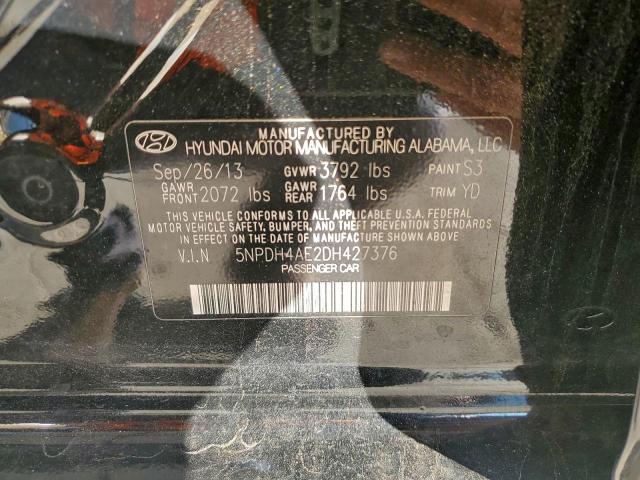 MANUFACTURED BY
HYUNDAI MOTOR MANUFACTURING ALABAMA, LLC
Sep/26/13 GVWR 3792 lbs PAINT S3
GAWR FRONT 2072 lbs GAWR REAR 1764 lbs TRIM YD
THIS VEHICLE CONFORMS TO ALL APPLICABLE U.S.A. FEDERAL
MOTOR VEHICLE SAFETY, BUMPER, AND THEFT PREVENTION STANDARDS
IN EFFECT ON THE DATE OF MANUFACTURE SHOWN ABOVE.
V.I.N 5NPDH4AE2DH427376
PASSENGER CAR